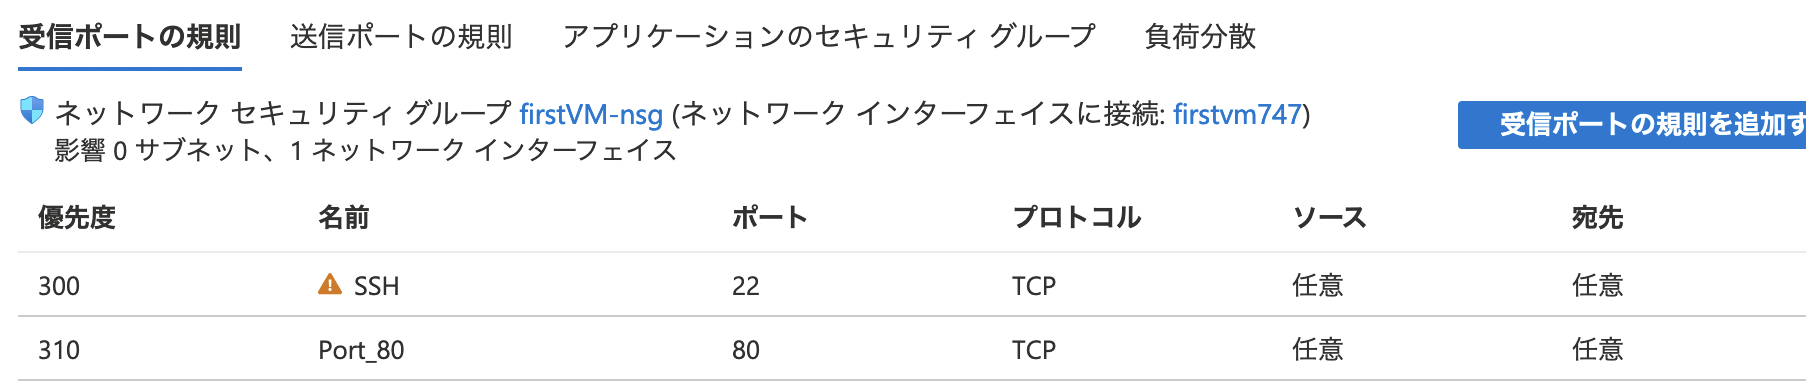 受信ポートの規則 送信ポートの規則 アプリケーションのセキュリティ グループ 負荷分散
ネットワーク セキュリティ グループ firstVM-nsg (ネットワーク インターフェイスに接続: firstvm747)
受信ポートの規則を追加す
影響 0 サブネット、1 ネットワーク インターフェイス
優先度 名前 ポート プロトコル ソース 宛先
300 SSH 22 TCP 任意 任意
310 Port_80 80 TCP 任意 任意